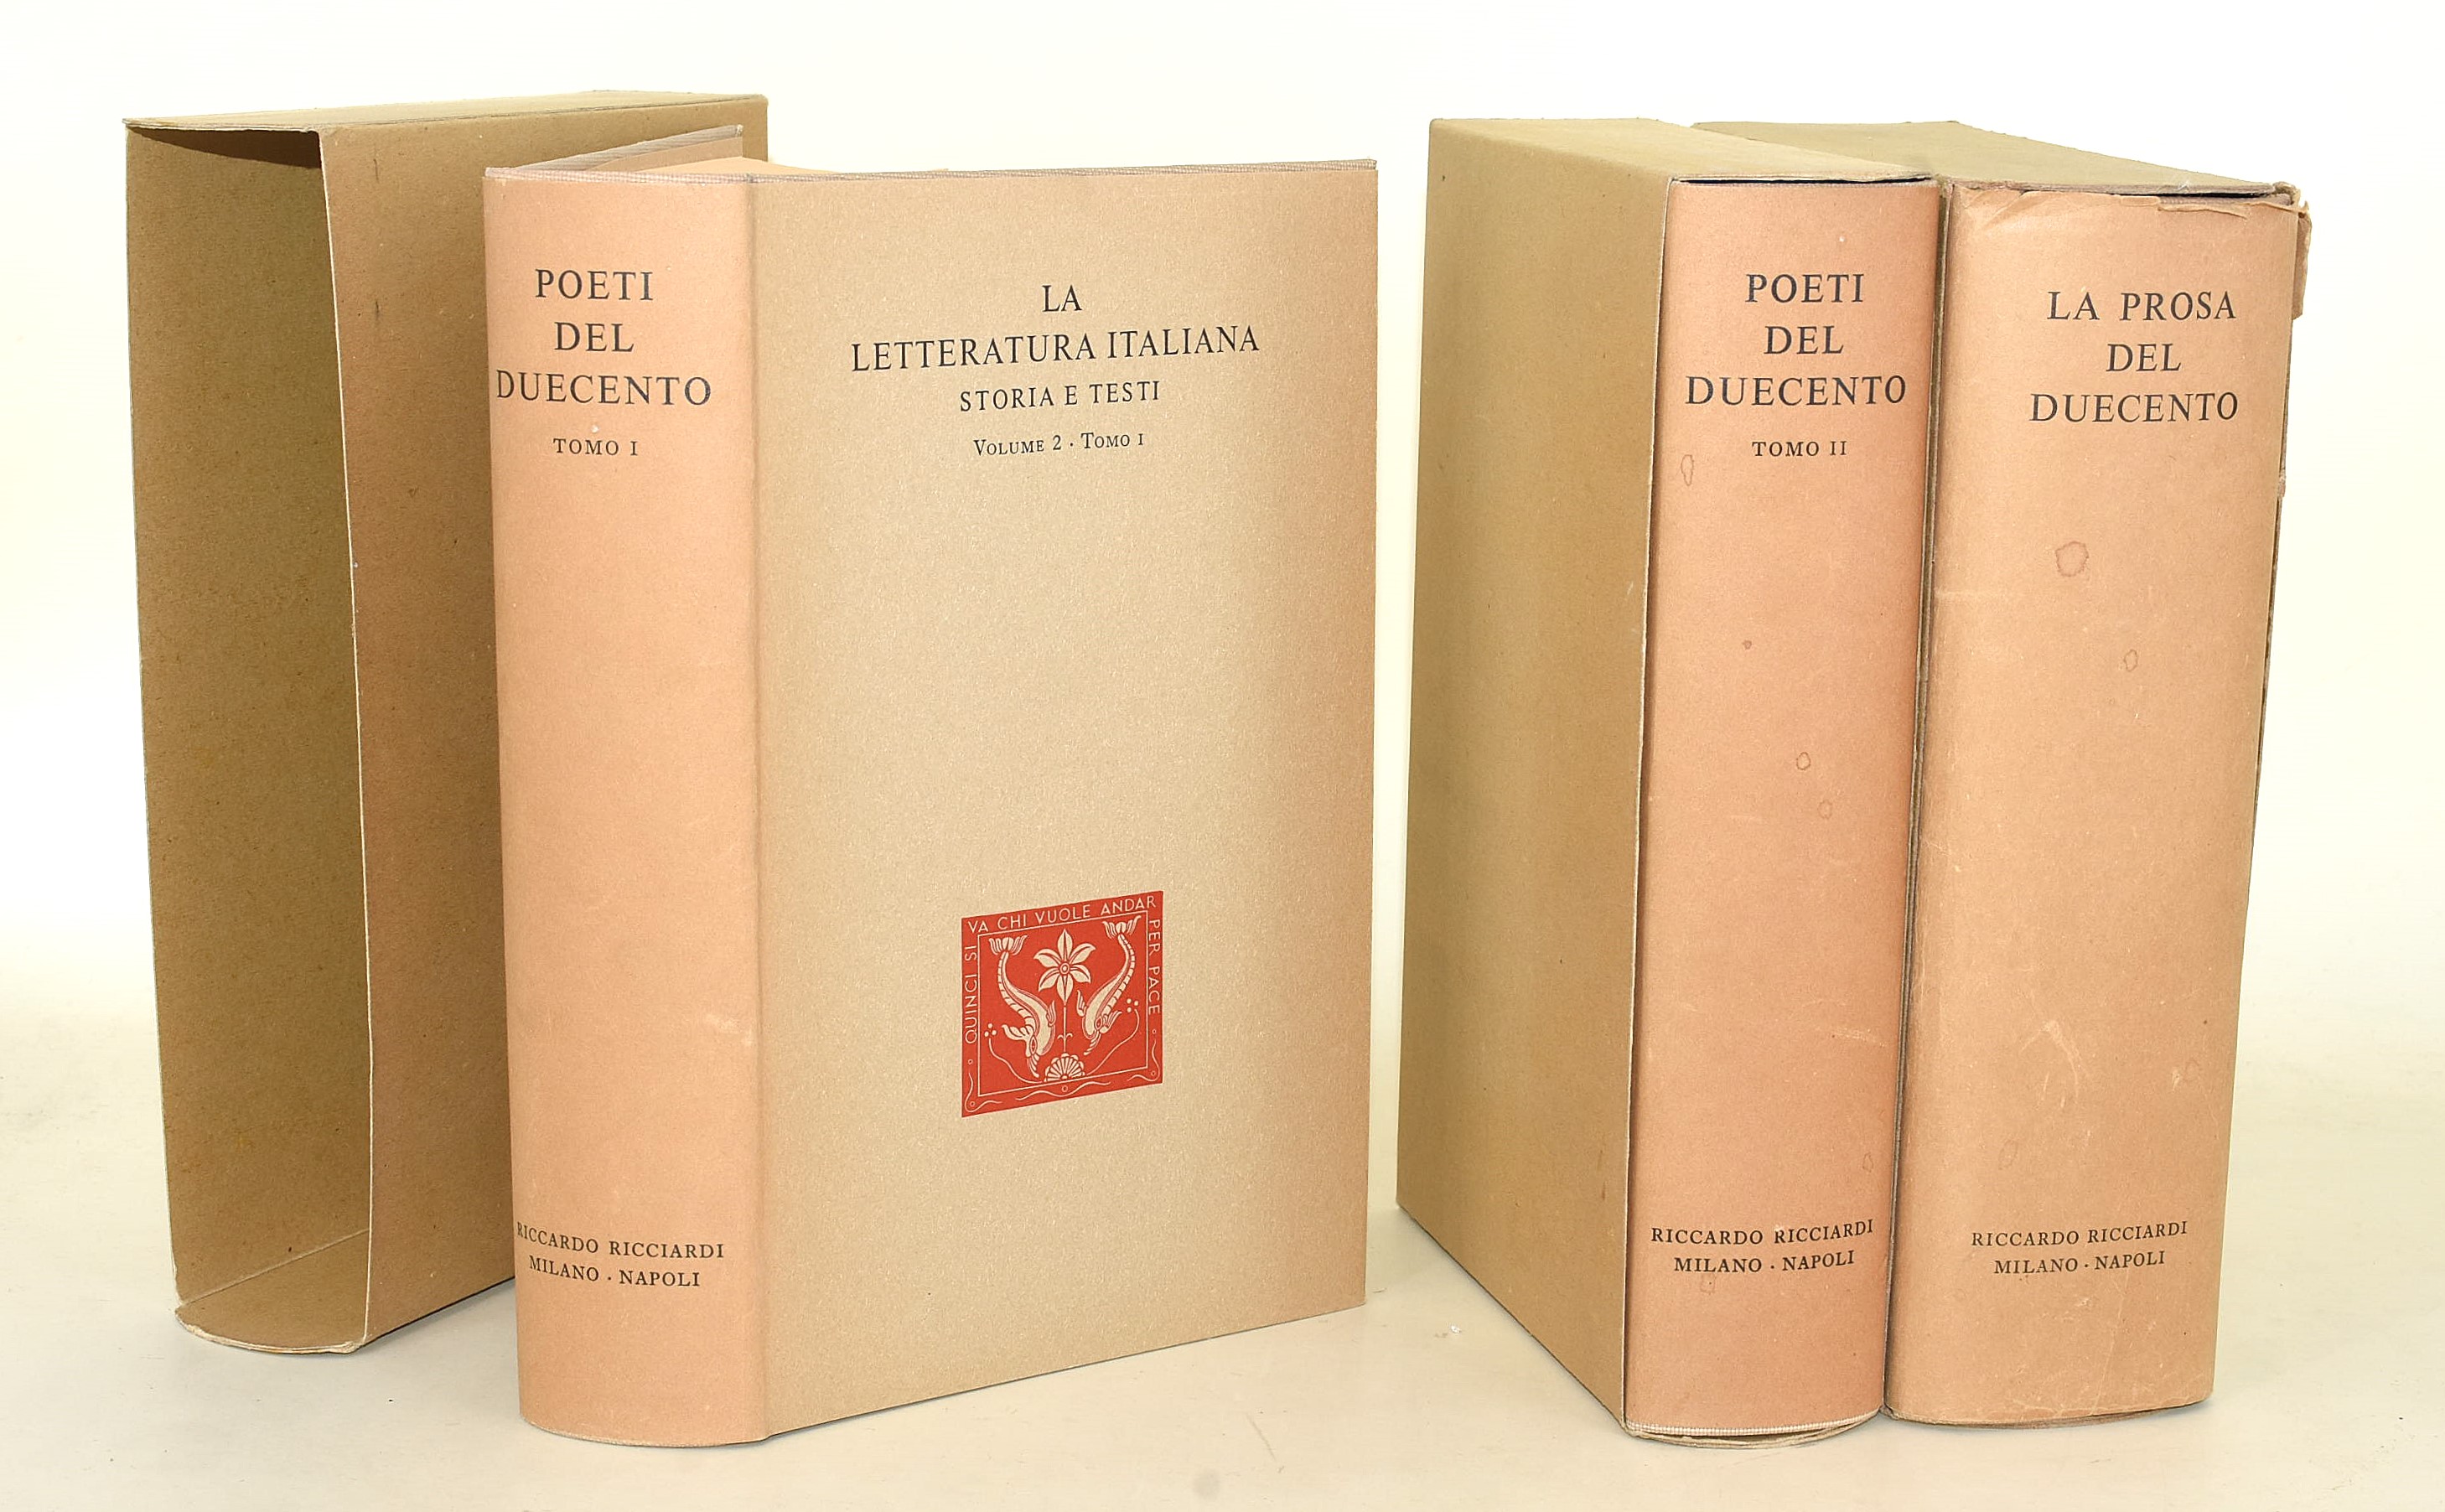 POETI
DEL
DUECENTO
TOMO I
RICCARDO RICCIARDI
MILANO · NAPOLI
LA
LETTERATURA ITALIANA
STORIA E TESTI
VOLUME 2 · TOMO I
QUINCI SI
VA CHI VUOLE ANDAR
PER PACE
POETI
DEL
DUECENTO
TOMO II
RICCARDO RICCIARDI
MILANO · NAPOLI
LA PROSA
DEL
DUECENTO
RICCARDO RICCIARDI
MILANO · NAPOLI